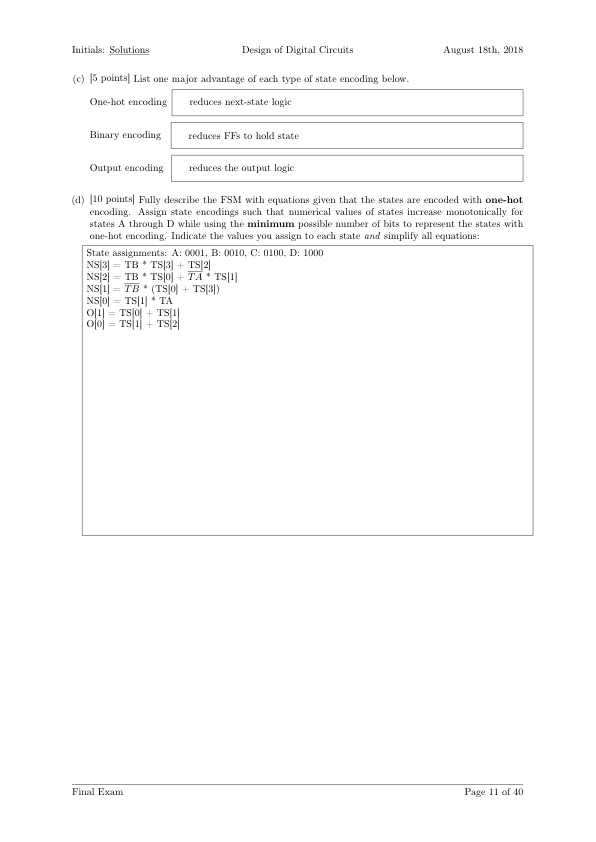 Initials: Solutions Design of Digital Circuits August 18th, 2018
(c) [5 points] List one major advantage of each type of state encoding below.
One-hot encoding reduces next-state logic
Binary encoding reduces FFs to hold state
Output encoding reduces the output logic
(d) [10 points] Fully describe the FSM with equations given that the states are encoded with one-hot
encoding. Assign state encodings such that numerical values of states increase monotonically for
states A through D while using the minimum possible number of bits to represent the states with
one-hot encoding. Indicate the values you assign to each state and simplify all equations:
State assignments: A: 0001, B: 0010, C: 0100, D: 1000
NS[3] = TB * TS[3] + TS[2]
NS[2] = TB * TS[0] + \overline{TA} * TS[1]
NS[1] = \overline{TB} * (TS[0] + TS[3])
NS[0] = TS[1] * TA
O[1] = TS[0] + TS[1]
O[0] = TS[1] + TS[2]
Final Exam Page 11 of 40